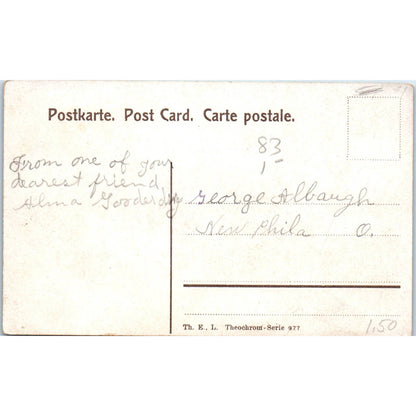 Postkarte. Post Card. Carte postale.
83
1
From one of your
dearest friend
Alma
George Albaugh
New Phila O.
Th. E., L. Theochrom-Serie 977
1.50